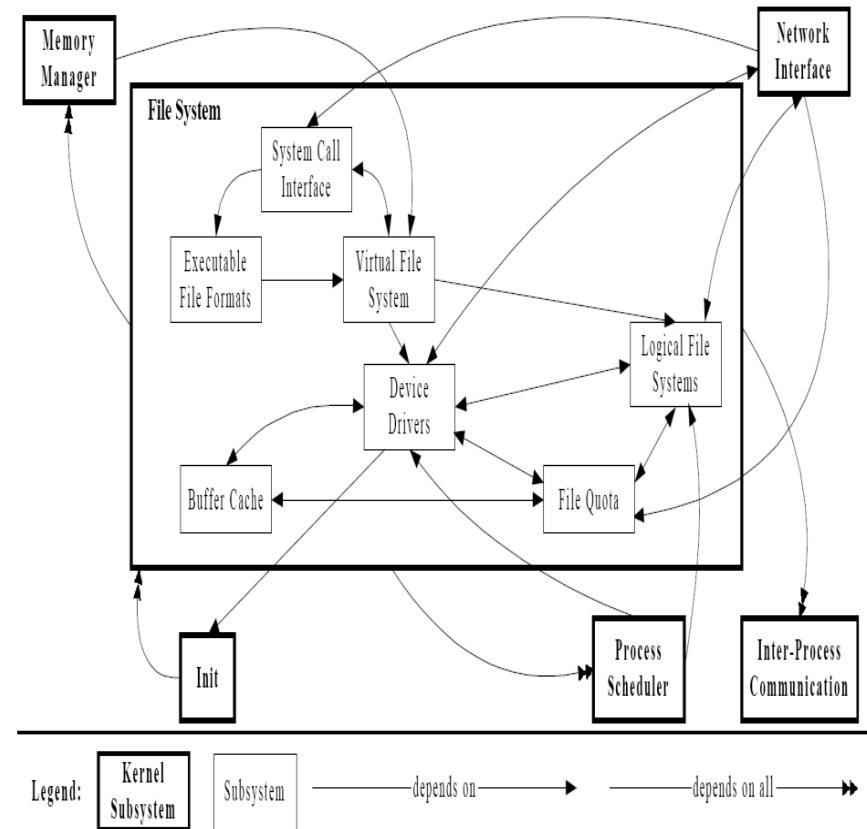 Memory
Manager
Network
Interface
File System
System Call
Interface
Executable
File Formats
Virtual File
System
Logical File
Systems
Device
Drivers
Buffer Cache
File Quota
Init
Process
Scheduler
Inter-Process
Communication
Legend:
Kernel
Subsystem
Subsystem
depends on
depends on all